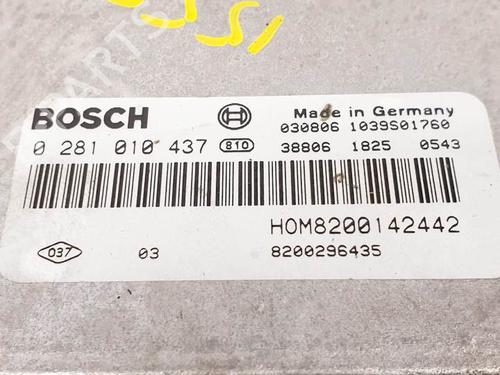 BOSCH
Made in Germany
030806 1039S01760
0 281 010 437 810
38806 1825 0543
HOM8200142442
037 03 8200296435